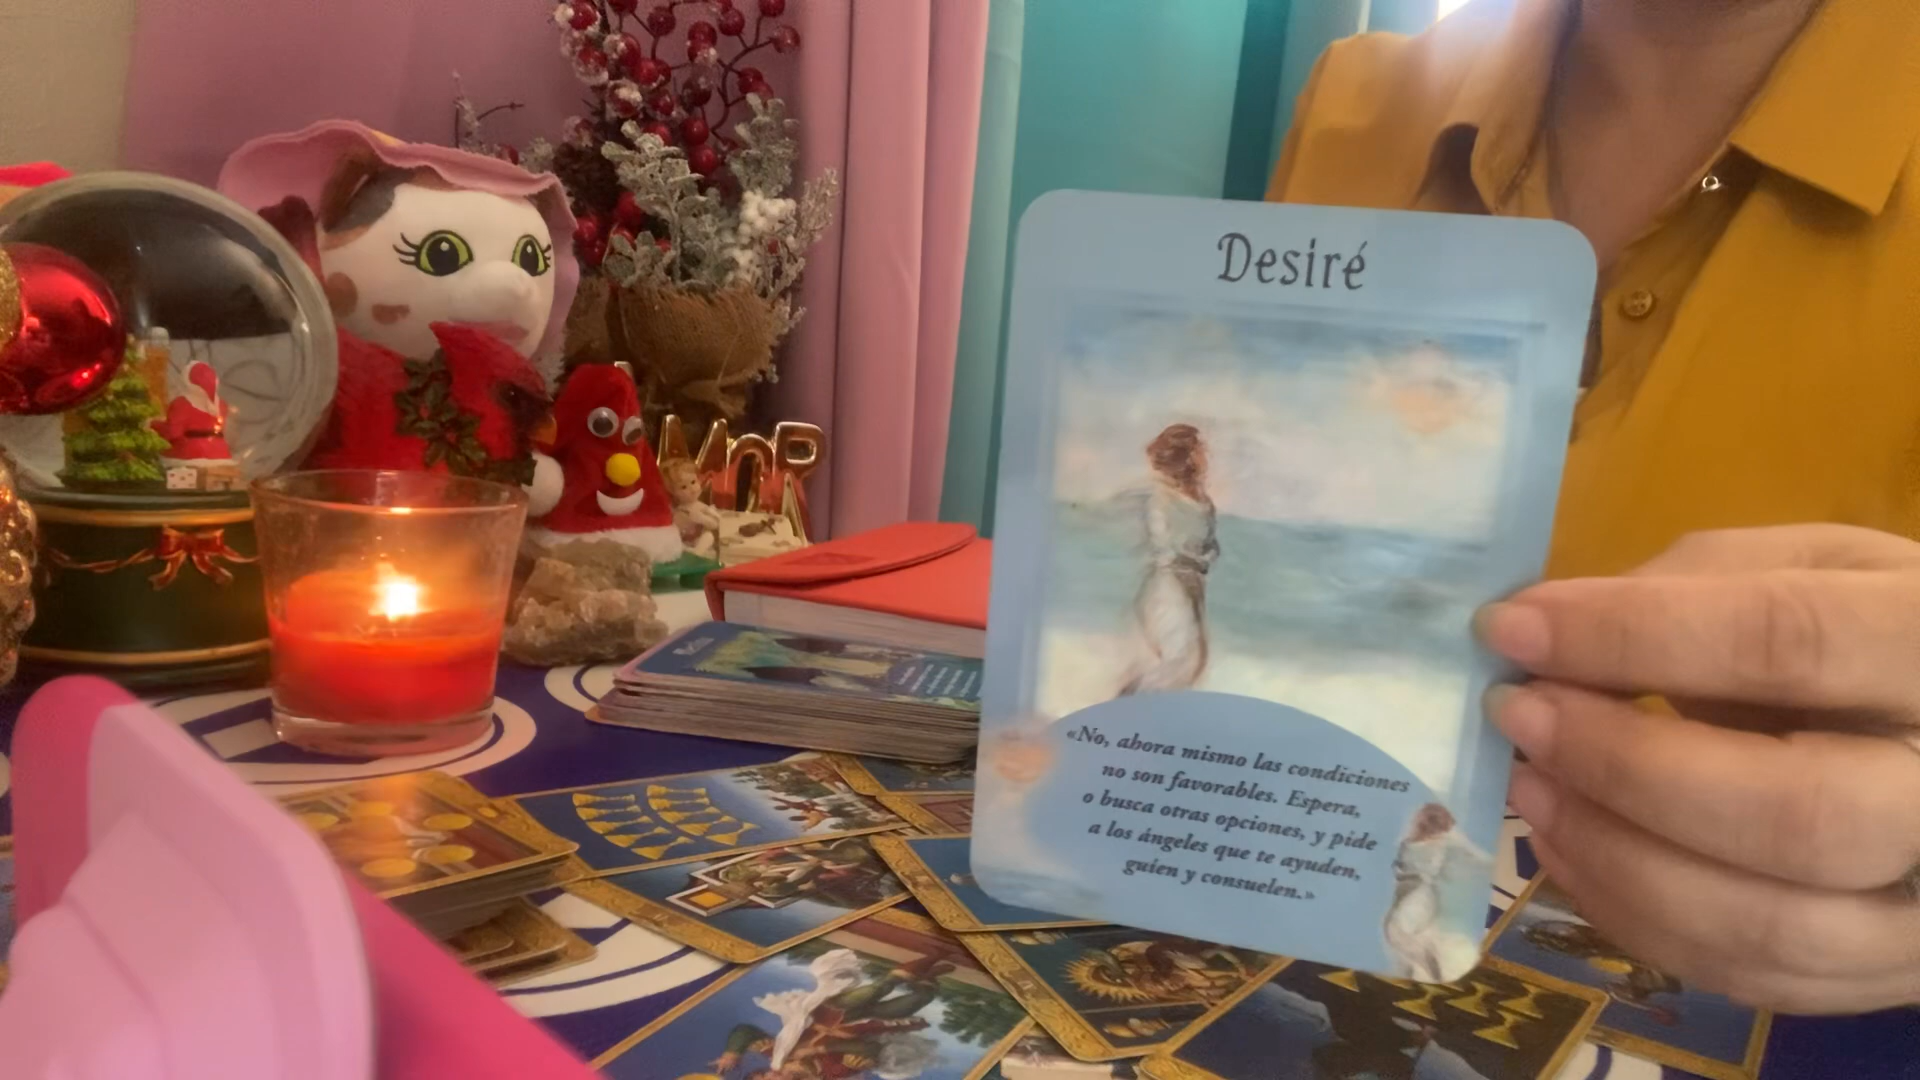 Desiré
«No, ahora mismo las condiciones
no son favorables. Espera,
o busca otras opciones, y pide
a los ángeles que te ayuden,
guíen y consuelen.»